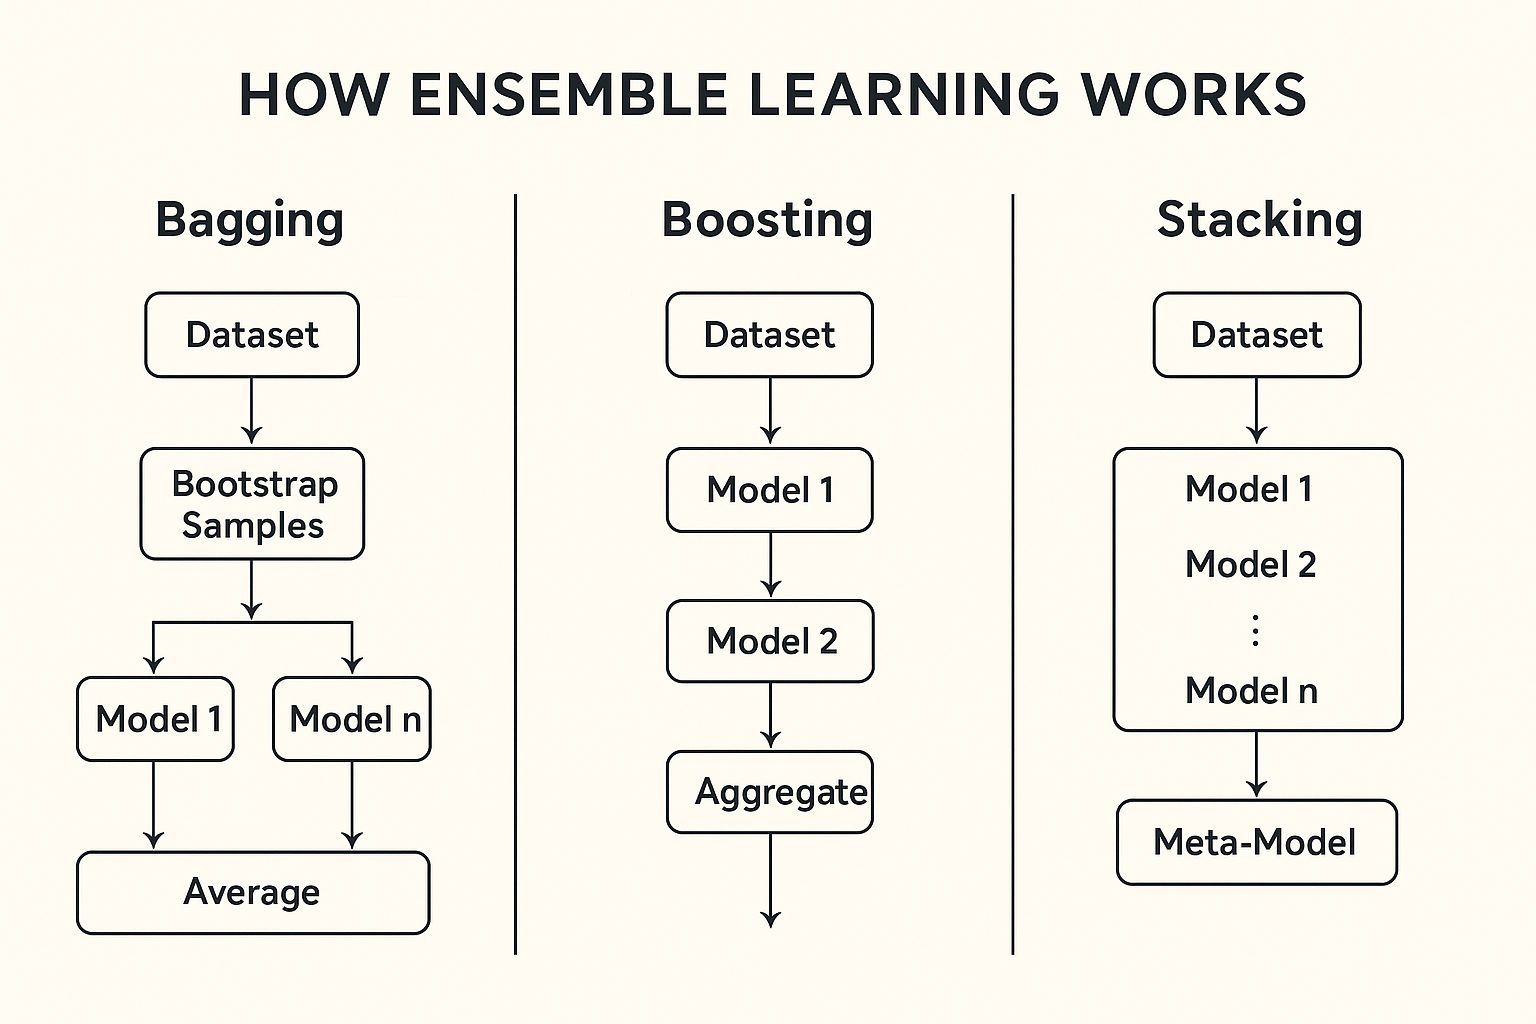 HOW ENSEMBLE LEARNING WORKS
Bagging
Dataset
Bootstrap
Samples
Model 1
Model n
Average
Boosting
Dataset
Model 1
Model 2
Aggregate
Stacking
Dataset
Model 1
Model 2
⋮
Model n
Meta-Model